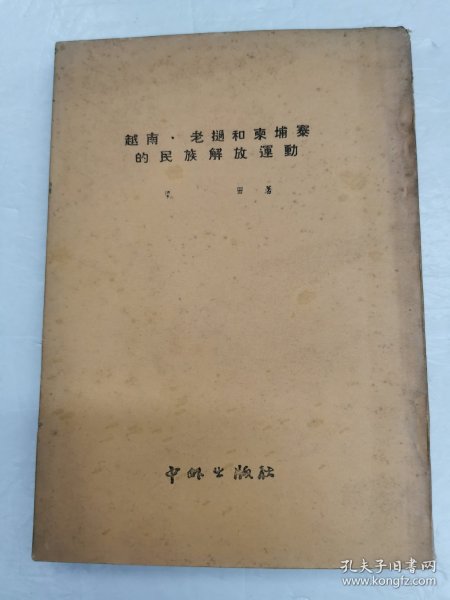 越南·老撾和柬埔寨
的民族解放運動
田 著
中外出版社
孔夫子旧书网
www.kongfz.com